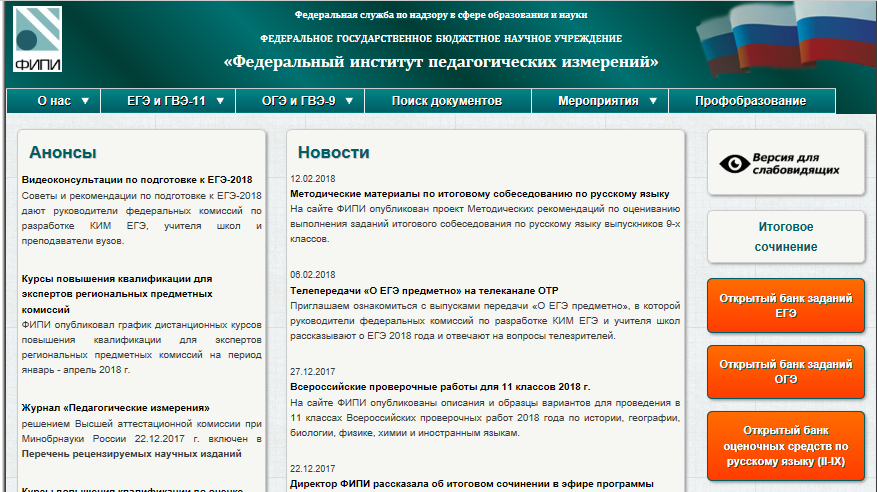 ФИПИ
Федеральная служба по надзору в сфере образования и науки
ФЕДЕРАЛЬНОЕ ГОСУДАРСТВЕННОЕ БЮДЖЕТНОЕ НАУЧНОЕ УЧРЕЖДЕНИЕ
«Федеральный институт педагогических измерений»
О нас ▼
ЕГЭ и ГВЭ-11 ▼
ОГЭ и ГВЭ-9 ▼
Поиск документов
Мероприятия ▼
Профобразование
Анонсы
Видеоконсультации по подготовке к ЕГЭ-2018
Советы и рекомендации по подготовке к ЕГЭ-2018
дают руководители федеральных комиссий по
разработке КИМ ЕГЭ, учителя школ и
преподаватели вузов.
Курсы повышения квалификации для
экспертов региональных предметных
комиссий
ФИПИ опубликовал график дистанционных курсов
повышения квалификации для экспертов
региональных предметных комиссий на период
январь - апрель 2018 г.
Журнал «Педагогические измерения»
решением Высшей аттестационной комиссии при
Минобрнауки России 22.12.2017 г. включен в
Перечень рецензируемых научных изданий
Курсы повышения квалификации по оценке
Новости
12.02.2018
Методические материалы по итоговому собеседованию по русскому языку
На сайте ФИПИ опубликован проект Методических рекомендаций по оцениванию
выполнения заданий итогового собеседования по русскому языку выпускников 9-х
классов.
06.02.2018
Телепередачи «О ЕГЭ предметно» на телеканале ОТР
Приглашаем ознакомиться с выпусками передачи «О ЕГЭ предметно», в которой
руководители федеральных комиссий по разработке КИМ ЕГЭ и учителя школ
рассказывают о ЕГЭ 2018 года и отвечают на вопросы телезрителей.
27.12.2017
Всероссийские проверочные работы для 11 классов 2018 г.
На сайте ФИПИ опубликованы описания и образцы вариантов для проведения в
11 классах Всероссийских проверочных работ 2018 года по истории, географии,
биологии, физике, химии и иностранным языкам.
22.12.2017
Директор ФИПИ рассказала об итоговом сочинении в эфире программы
Версия для
слабовидящих
Итоговое
сочинение
Открытый банк заданий
ЕГЭ
Открытый банк заданий
ОГЭ
Открытый банк
оценочных средств по
русскому языку (II-IX)